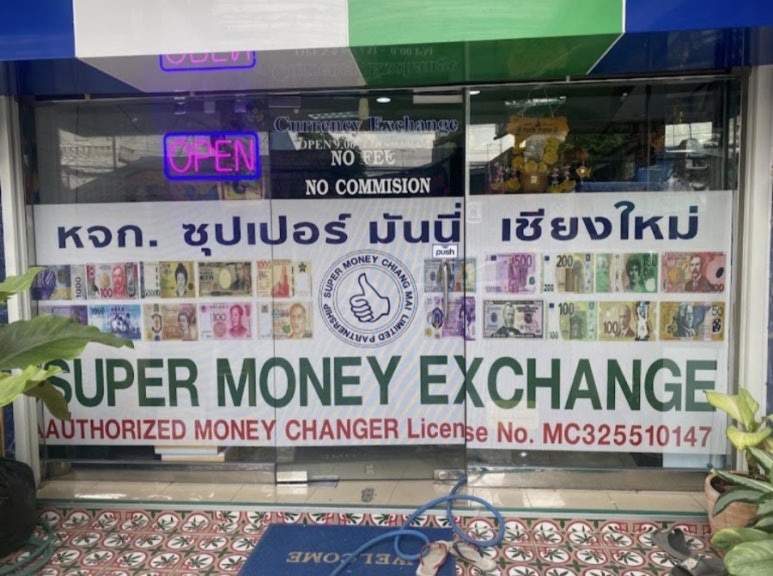 OPEN
OPEN
Currency Exchange
NO FEE
NO COMMISION
หจก. ซุปเปอร์ มันนี่ เชียงใหม่
push
SUPER MONEY CHIANG MAI LIMITED PARTNERSHIP
SUPER MONEY EXCHANGE
AUTHORIZED MONEY CHANGER License No. MC325510147
WELCOME